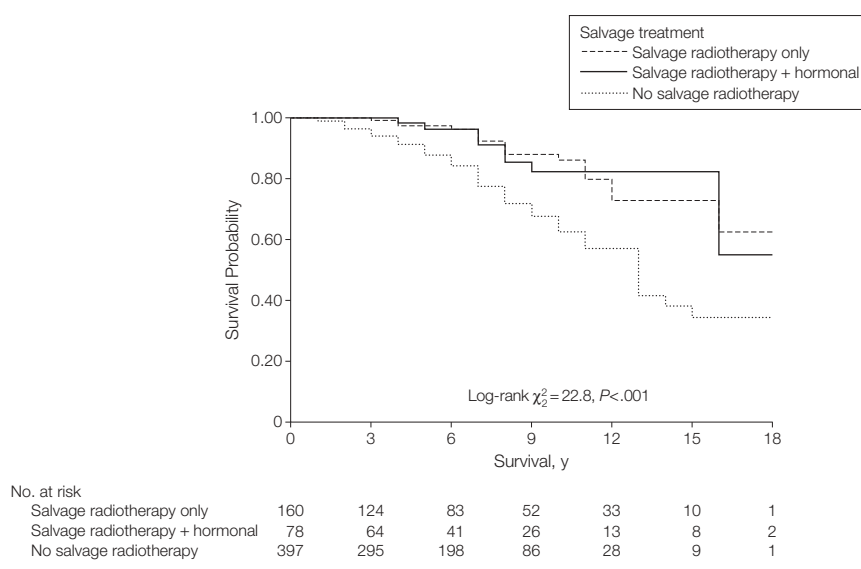 Salvage treatment
Salvage radiotherapy only
Salvage radiotherapy + hormonal
No salvage radiotherapy
1.00
0.80
0.60
0.40
0.20
0
Survival Probability
Log-rank χ²₂ = 22.8, P<.001
0 3 6 9 12 15 18
Survival, y
No. at risk
Salvage radiotherapy only 160 124 83 52 33 10 1
Salvage radiotherapy + hormonal 78 64 41 26 13 8 2
No salvage radiotherapy 397 295 198 86 28 9 1